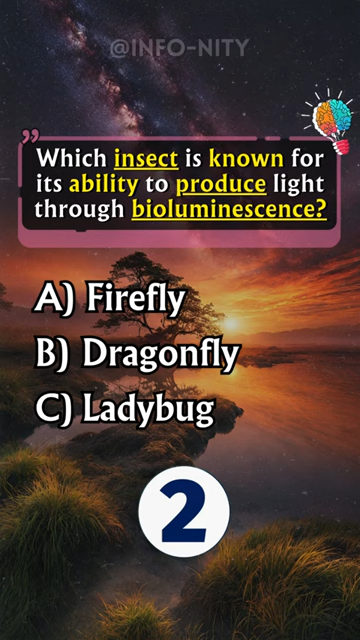 @INFO-NITY
Which insect is known for
its ability to produce light
through bioluminescence?
A) Firefly
B) Dragonfly
C) Ladybug
2